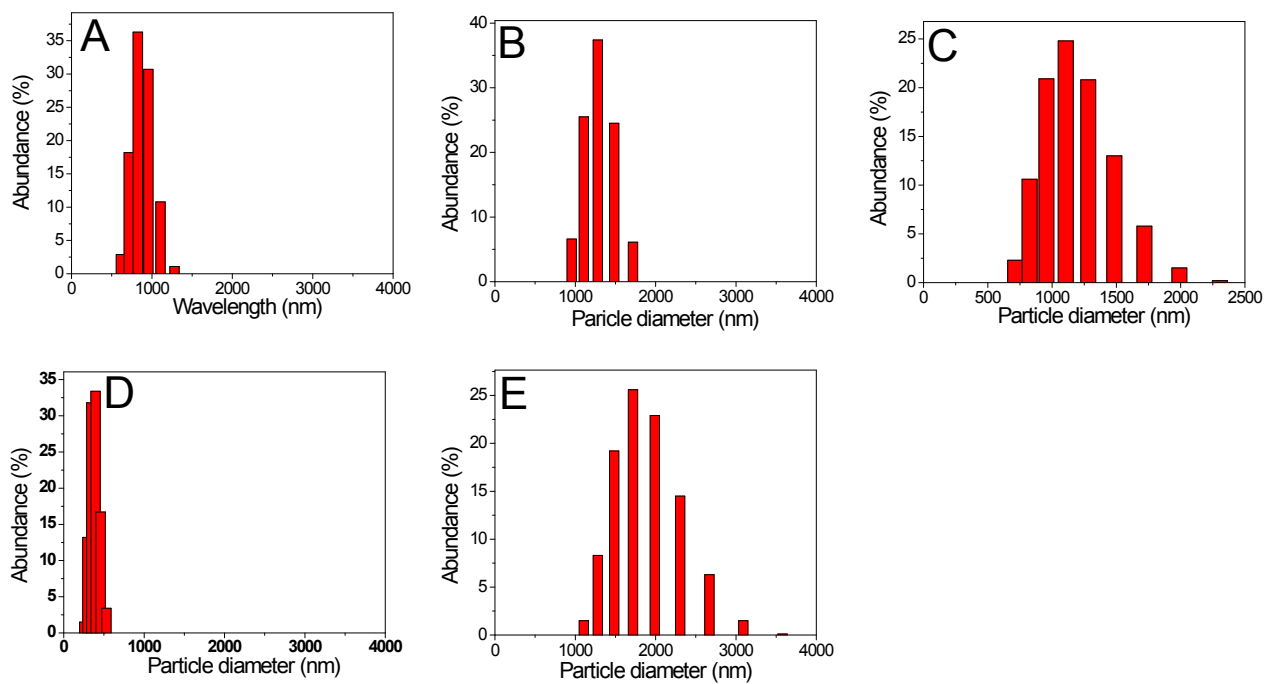 A
Abundance (%)
35
30
25
20
15
10
5
0
0 1000 2000 3000 4000
Wavelength (nm)
B
Abundance (%)
40
30
20
10
0
0 1000 2000 3000 4000
Paricle diameter (nm)
C
Abundance (%)
25
20
15
10
5
0
0 500 1000 1500 2000 2500
Particle diameter (nm)
D
Abundance (%)
35
30
25
20
15
10
5
0
0 1000 2000 3000 4000
Particle diameter (nm)
E
Abundance (%)
25
20
15
10
5
0
0 1000 2000 3000 4000
Particle diameter (nm)